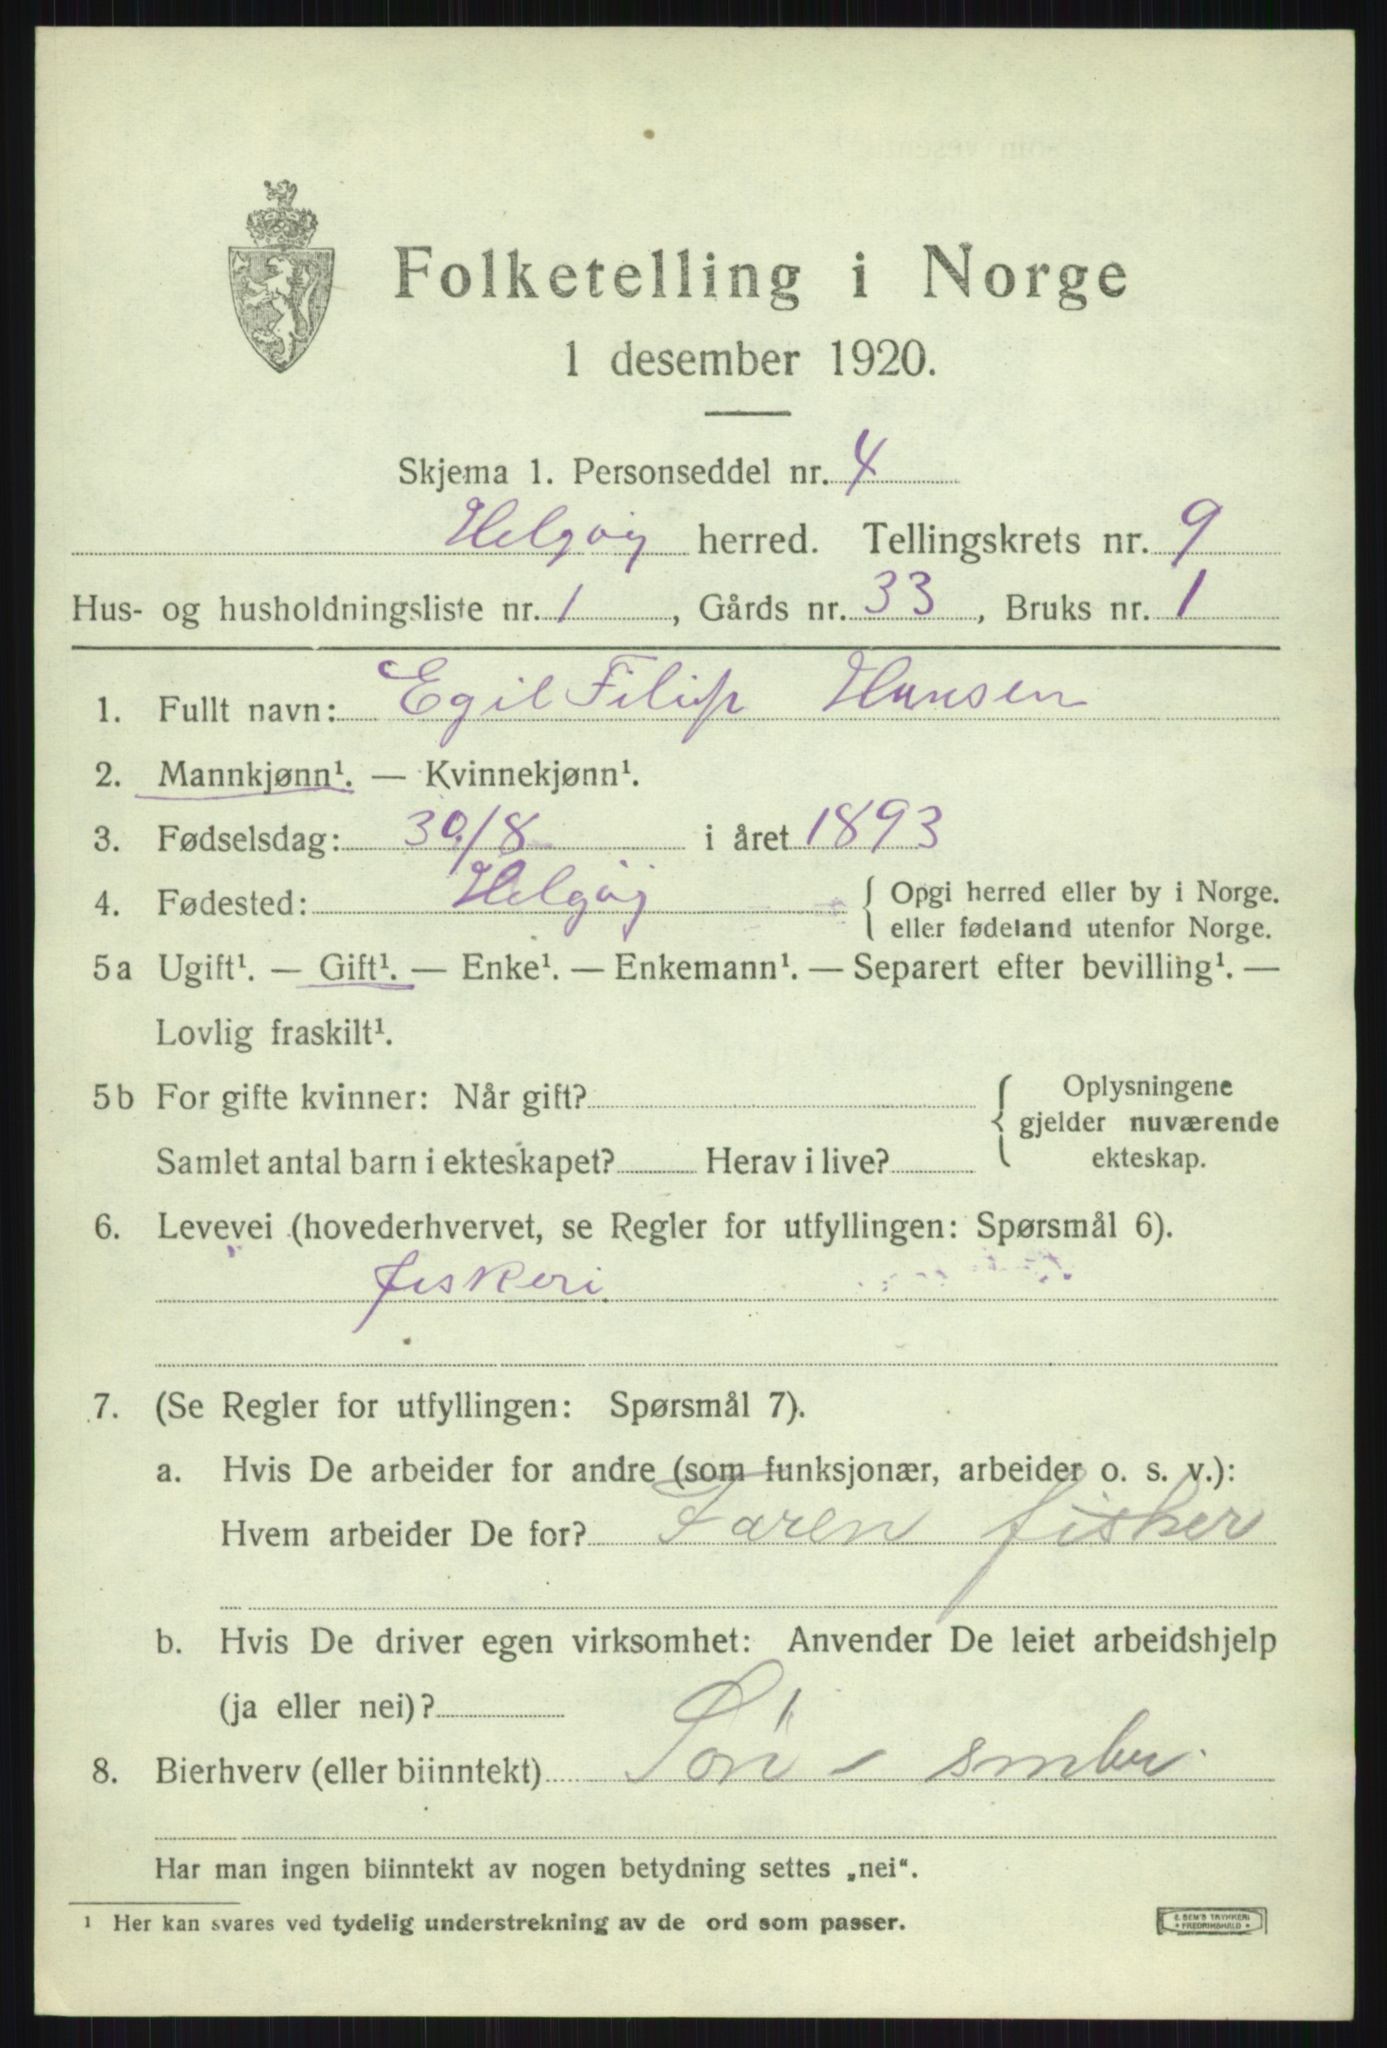 Folketelling i Norge
1 desember 1920.
Skjema 1. Personseddel nr. 4
Helgøy herred. Tellingskrets nr. 9
Hus- og husholdningsliste nr. 1, Gårds nr. 33, Bruks nr. 1
1. Fullt navn: Egil Filip Hansen
2. Mannkjønn¹. — Kvinnekjønn¹.
3. Fødselsdag: 30/8 i året 1893
4. Fødested: Helgøy { Opgi herred eller by i Norge.
eller fødeland utenfor Norge.
5a Ugift¹. — Gift¹. — Enke¹. — Enkemann¹. — Separert efter bevilling¹. —
Lovlig fraskilt¹.
5b For gifte kvinner: Når gift? { Oplysningene
gjelder nuværende
Samlet antal barn i ekteskapet? Herav i live? ekteskap.
6. Levevei (hovederhvervet, se Regler for utfyllingen: Spørsmål 6).
fiskeri
7. (Se Regler for utfyllingen: Spørsmål 7).
a. Hvis De arbeider for andre (som funksjonær, arbeider o. s. v.):
Hvem arbeider De for? Faren fisker
b. Hvis De driver egen virksomhet: Anvender De leiet arbeidshjelp
(ja eller nei)?
8. Bierhverv (eller biinntekt) Søn
Har man ingen biinntekt av nogen betydning settes „nei“.
¹ Her kan svares ved tydelig understrekning av de ord som passer.
E SEM'S TRYKKERI
• FREDRIKSHALD •